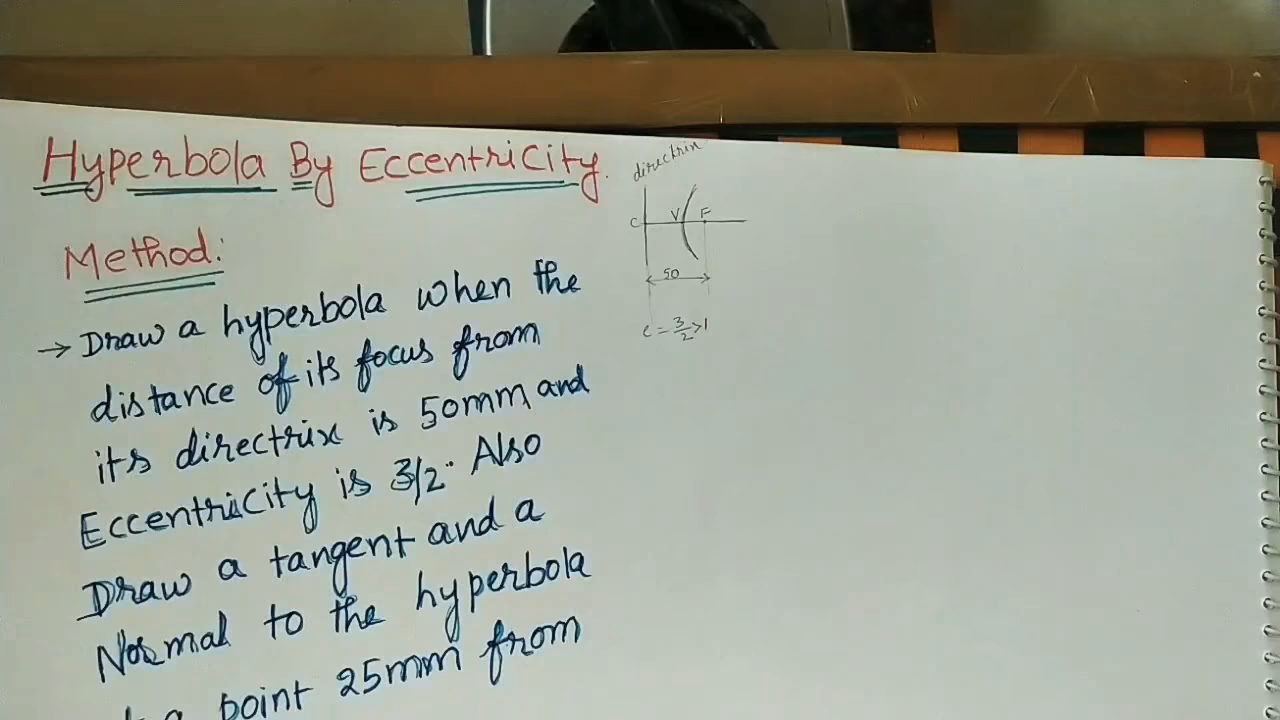 Hyperbola By Eccentricity
Method:
→ Draw a hyperbola when the
distance of its focus from
its directrix is 50mm and
Eccentricity is 3/2. Also
Draw a tangent and a
Normal to the hyperbola
point 25mm from
directrin
C V F
50
e = 3/2 > 1